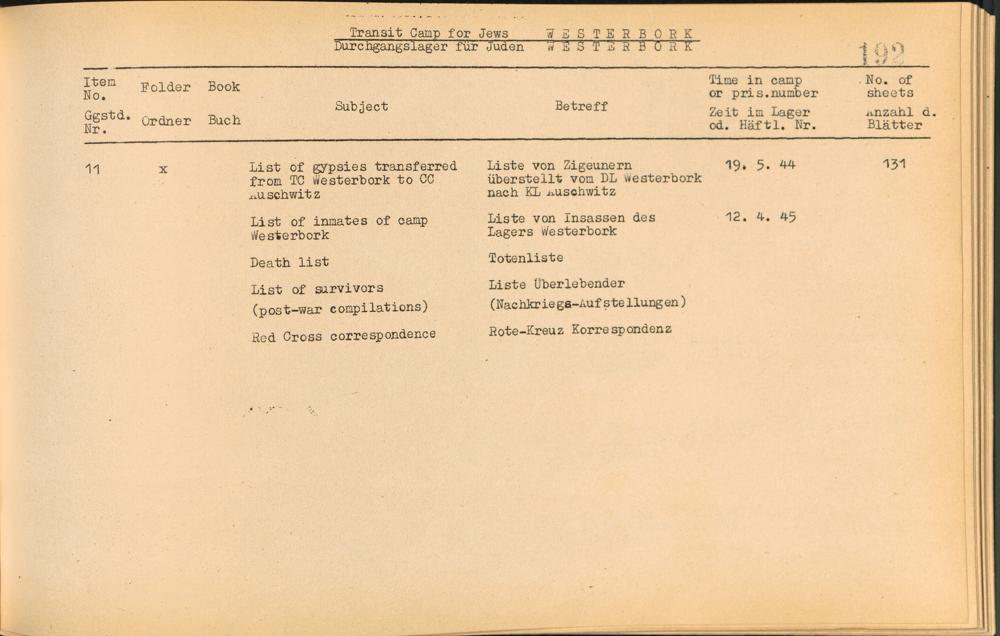 Transit Camp for Jews W E S T E R B O R K
Durchgangslager für Juden W E S T E R B O R K
192
Item No. Folder Book Subject Betreff Time in camp or pris.number No. of sheets
Ggstd. Nr. Ordner Buch Zeit im Lager od. Häftl. Nr. Anzahl d. Blätter
11 x List of gypsies transferred Liste von Zigeunern 19. 5. 44 131
from TC Westerbork to CC überstellt vom DL Westerbork
Auschwitz nach KL Auschwitz
List of inmates of camp Liste von Insassen des 12. 4. 45
Westerbork Lagers Westerbork
Death list Totenliste
List of survivors Liste Überlebender
(post-war compilations) (Nachkriegs-Aufstellungen)
Red Cross correspondence Rote-Kreuz Korrespondenz